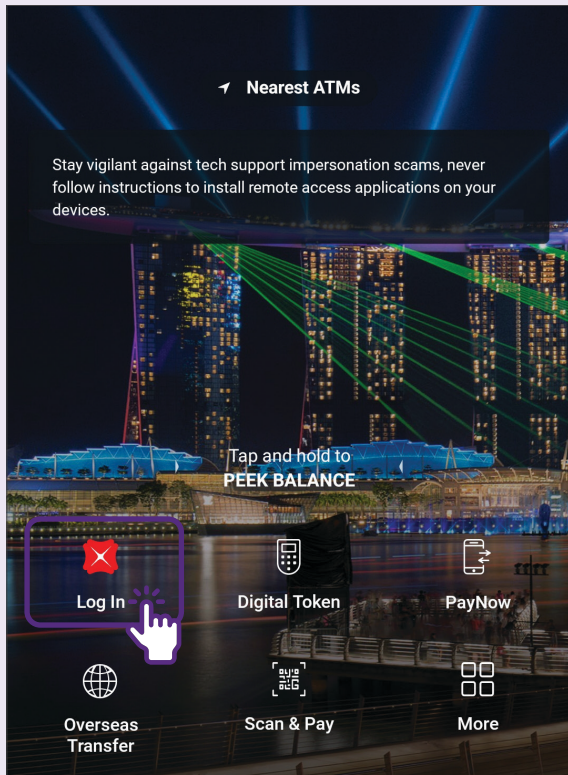 Nearest ATMs
Stay vigilant against tech support impersonation scams, never
follow instructions to install remote access applications on your
devices.
Tap and hold to
PEEK BALANCE
Log In
Digital Token
PayNow
Overseas
Transfer
Scan & Pay
More